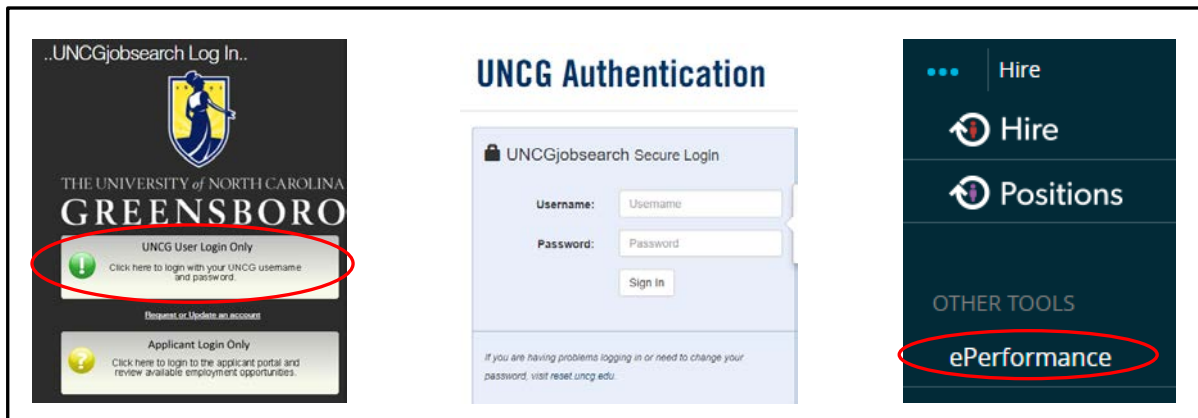 ..UNCGjobsearch Log In..
THE UNIVERSITY of NORTH CAROLINA
GREENSBORO
UNCG User Login Only
Click here to login with your UNCG username
and password.
Request or Update an account
Applicant Login Only
Click here to login to the applicant portal and
review available employment opportunities.
UNCG Authentication
UNCGjobsearch Secure Login
Username:
Username
Password:
Password
Sign In
If you are having problems logging in or need to change your
password, visit reset.uncg.edu.
Hire
Hire
Positions
OTHER TOOLS
ePerformance